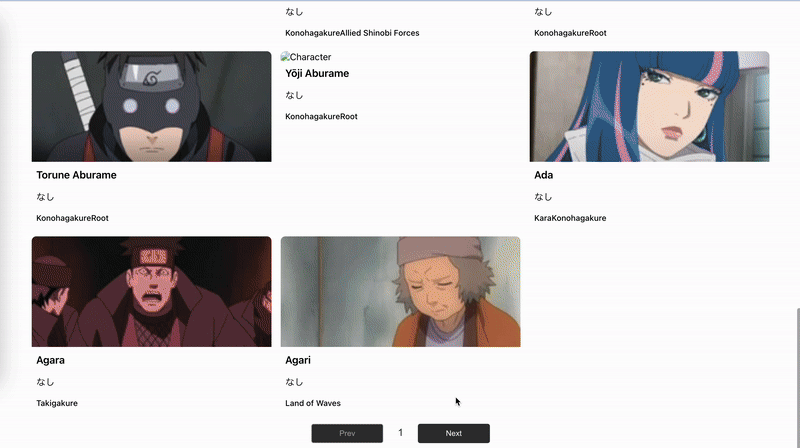 なし
なし
KonohagakureAllied Shinobi Forces
KonohagakureRoot
Character
Yōji Aburame
なし
KonohagakureRoot
Torune Aburame
なし
KonohagakureRoot
Ada
なし
KaraKonohagakure
Agara
なし
Takigakure
Agari
なし
Land of Waves
Prev
1
Next